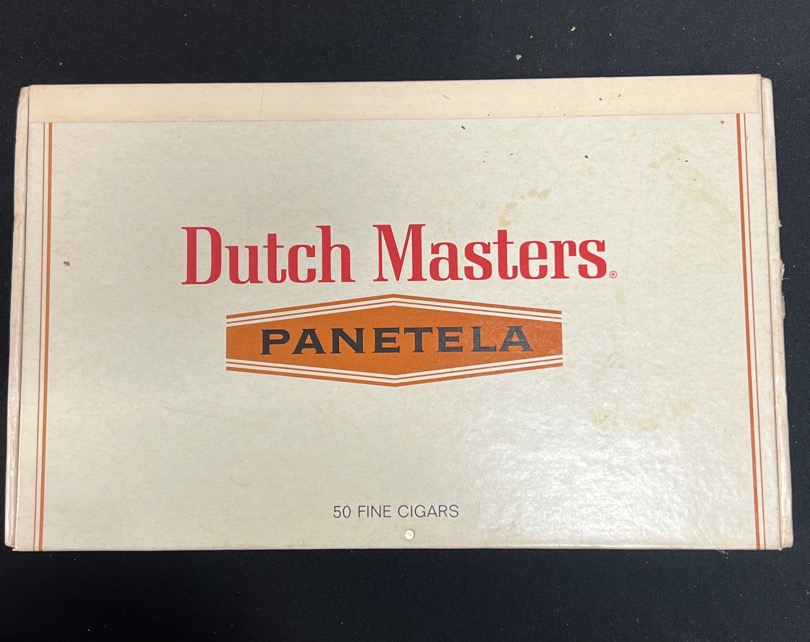 Dutch Masters®
PANETELA
50 FINE CIGARS